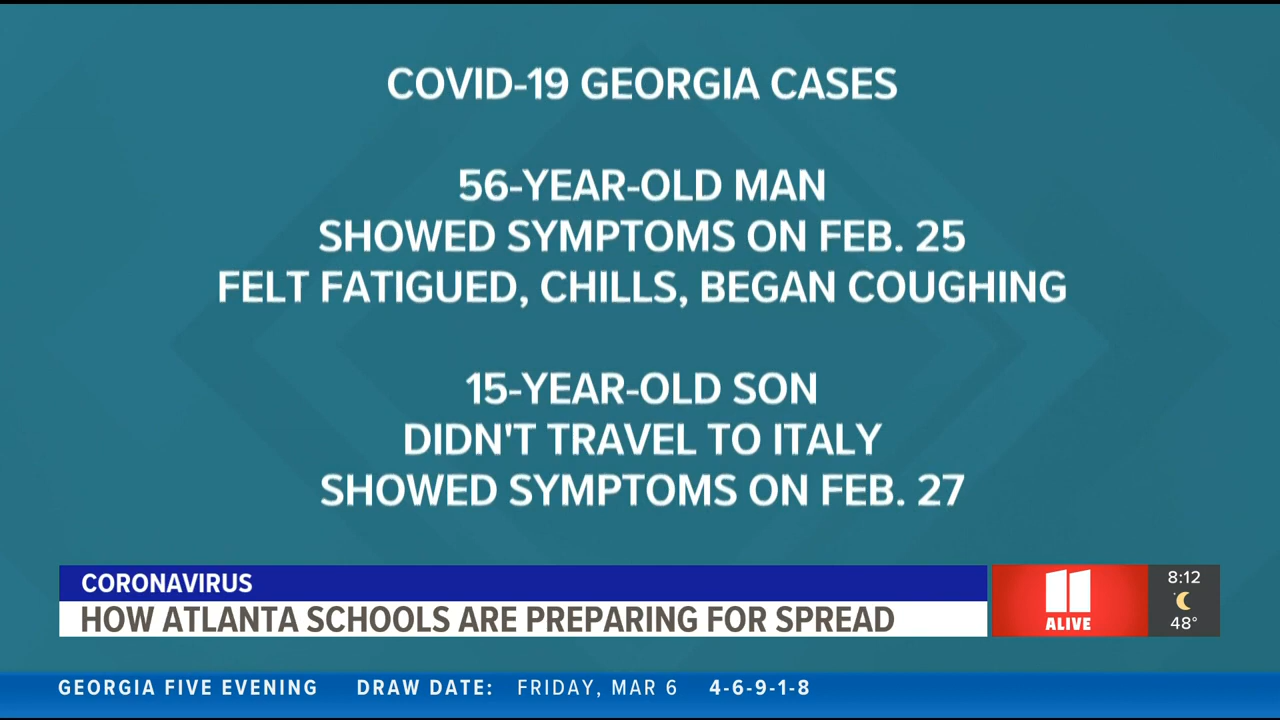 COVID-19 GEORGIA CASES
56-YEAR-OLD MAN
SHOWED SYMPTOMS ON FEB. 25
FELT FATIGUED, CHILLS, BEGAN COUGHING
15-YEAR-OLD SON
DIDN'T TRAVEL TO ITALY
SHOWED SYMPTOMS ON FEB. 27
CORONAVIRUS
HOW ATLANTA SCHOOLS ARE PREPARING FOR SPREAD
11
ALIVE
8:12
48°
GEORGIA FIVE EVENING DRAW DATE: FRIDAY, MAR 6 4-6-9-1-8